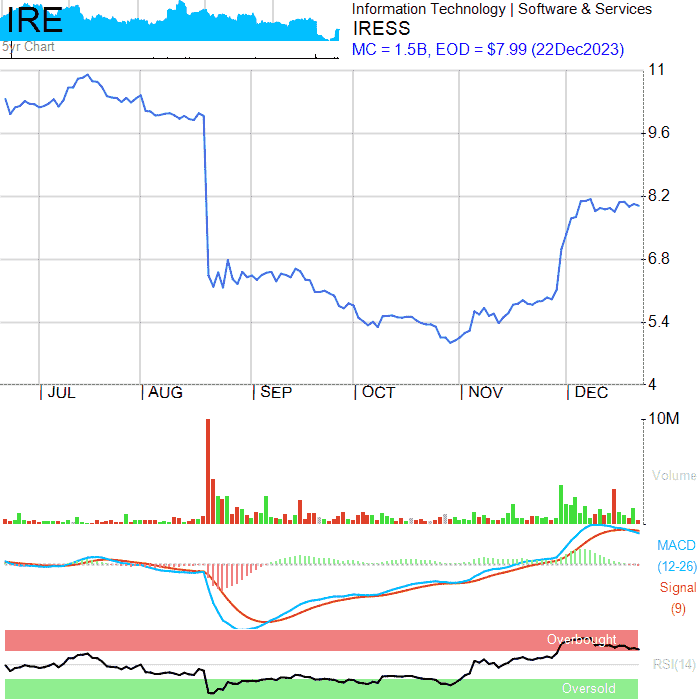 IRE
5yr Chart
Information Technology | Software & Services
IRESS
MC = 1.5B, EOD = $7.99 (22Dec2023)
11
9.6
8.2
6.8
5.4
4
JUL AUG SEP OCT NOV DEC
10M
Volume
MACD
(12-26)
Signal
(9)
Overbought
RSI(14)
Oversold